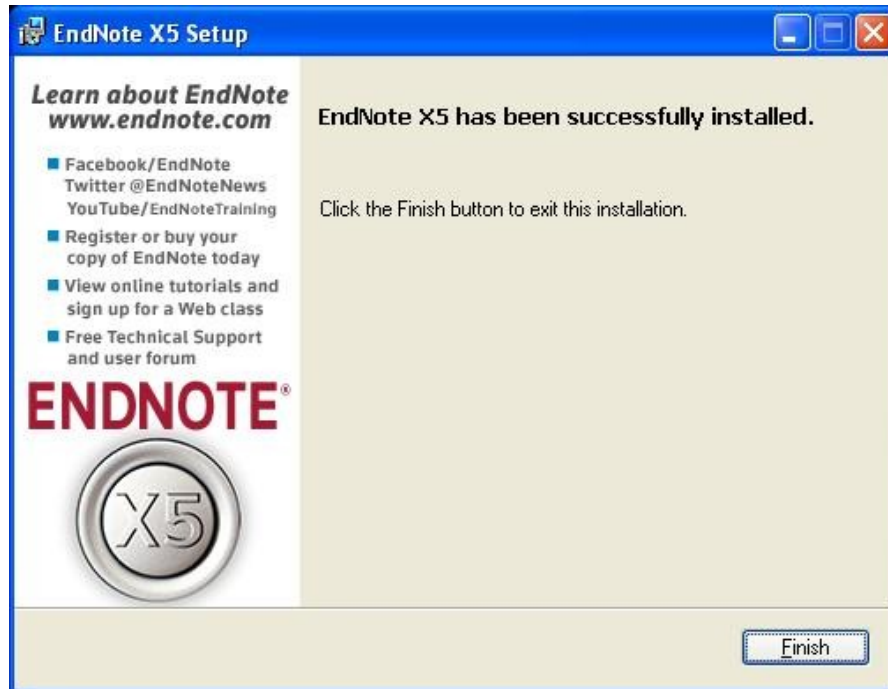 EndNote X5 Setup
Learn about EndNote
www.endnote.com
Facebook/EndNote
Twitter @EndNoteNews
YouTube/EndNoteTraining
Register or buy your
copy of EndNote today
View online tutorials and
sign up for a Web class
Free Technical Support
and user forum
ENDNOTE®
X5
EndNote X5 has been successfully installed.
Click the Finish button to exit this installation.
Finish